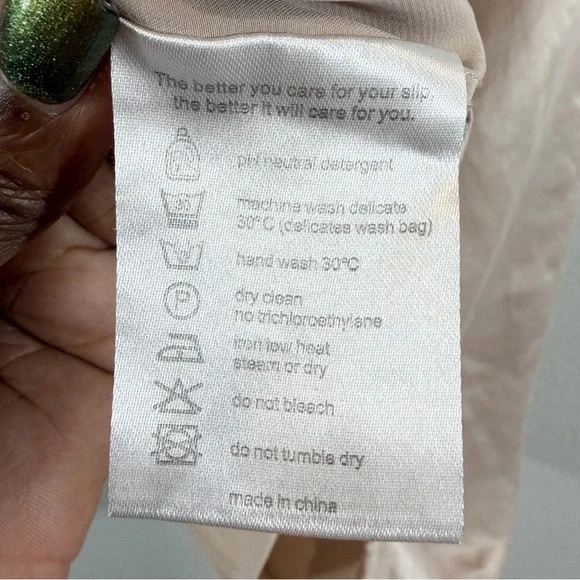 The better you care for your slip,
the better it will care for you.
pH neutral detergent
30
machine wash delicate
30°C (delicates wash bag)
hand wash 30°C
P
dry clean
no trichloroethylene
iron low heat
steam or dry
do not bleach
do not tumble dry
made in china